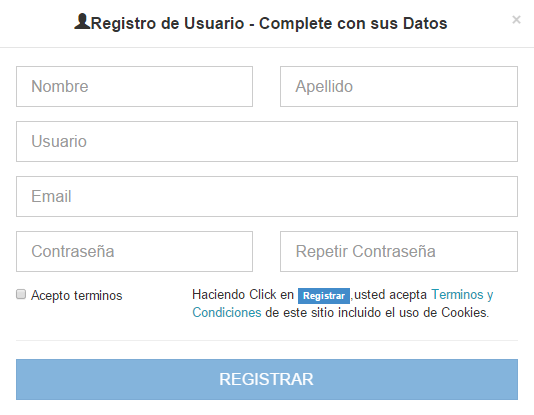 Registro de Usuario - Complete con sus Datos ×
Nombre Apellido
Usuario
Email
Contraseña Repetir Contraseña
Acepto terminos
Haciendo Click en Registrar,usted acepta Terminos y
Condiciones de este sitio incluido el uso de Cookies.
REGISTRAR